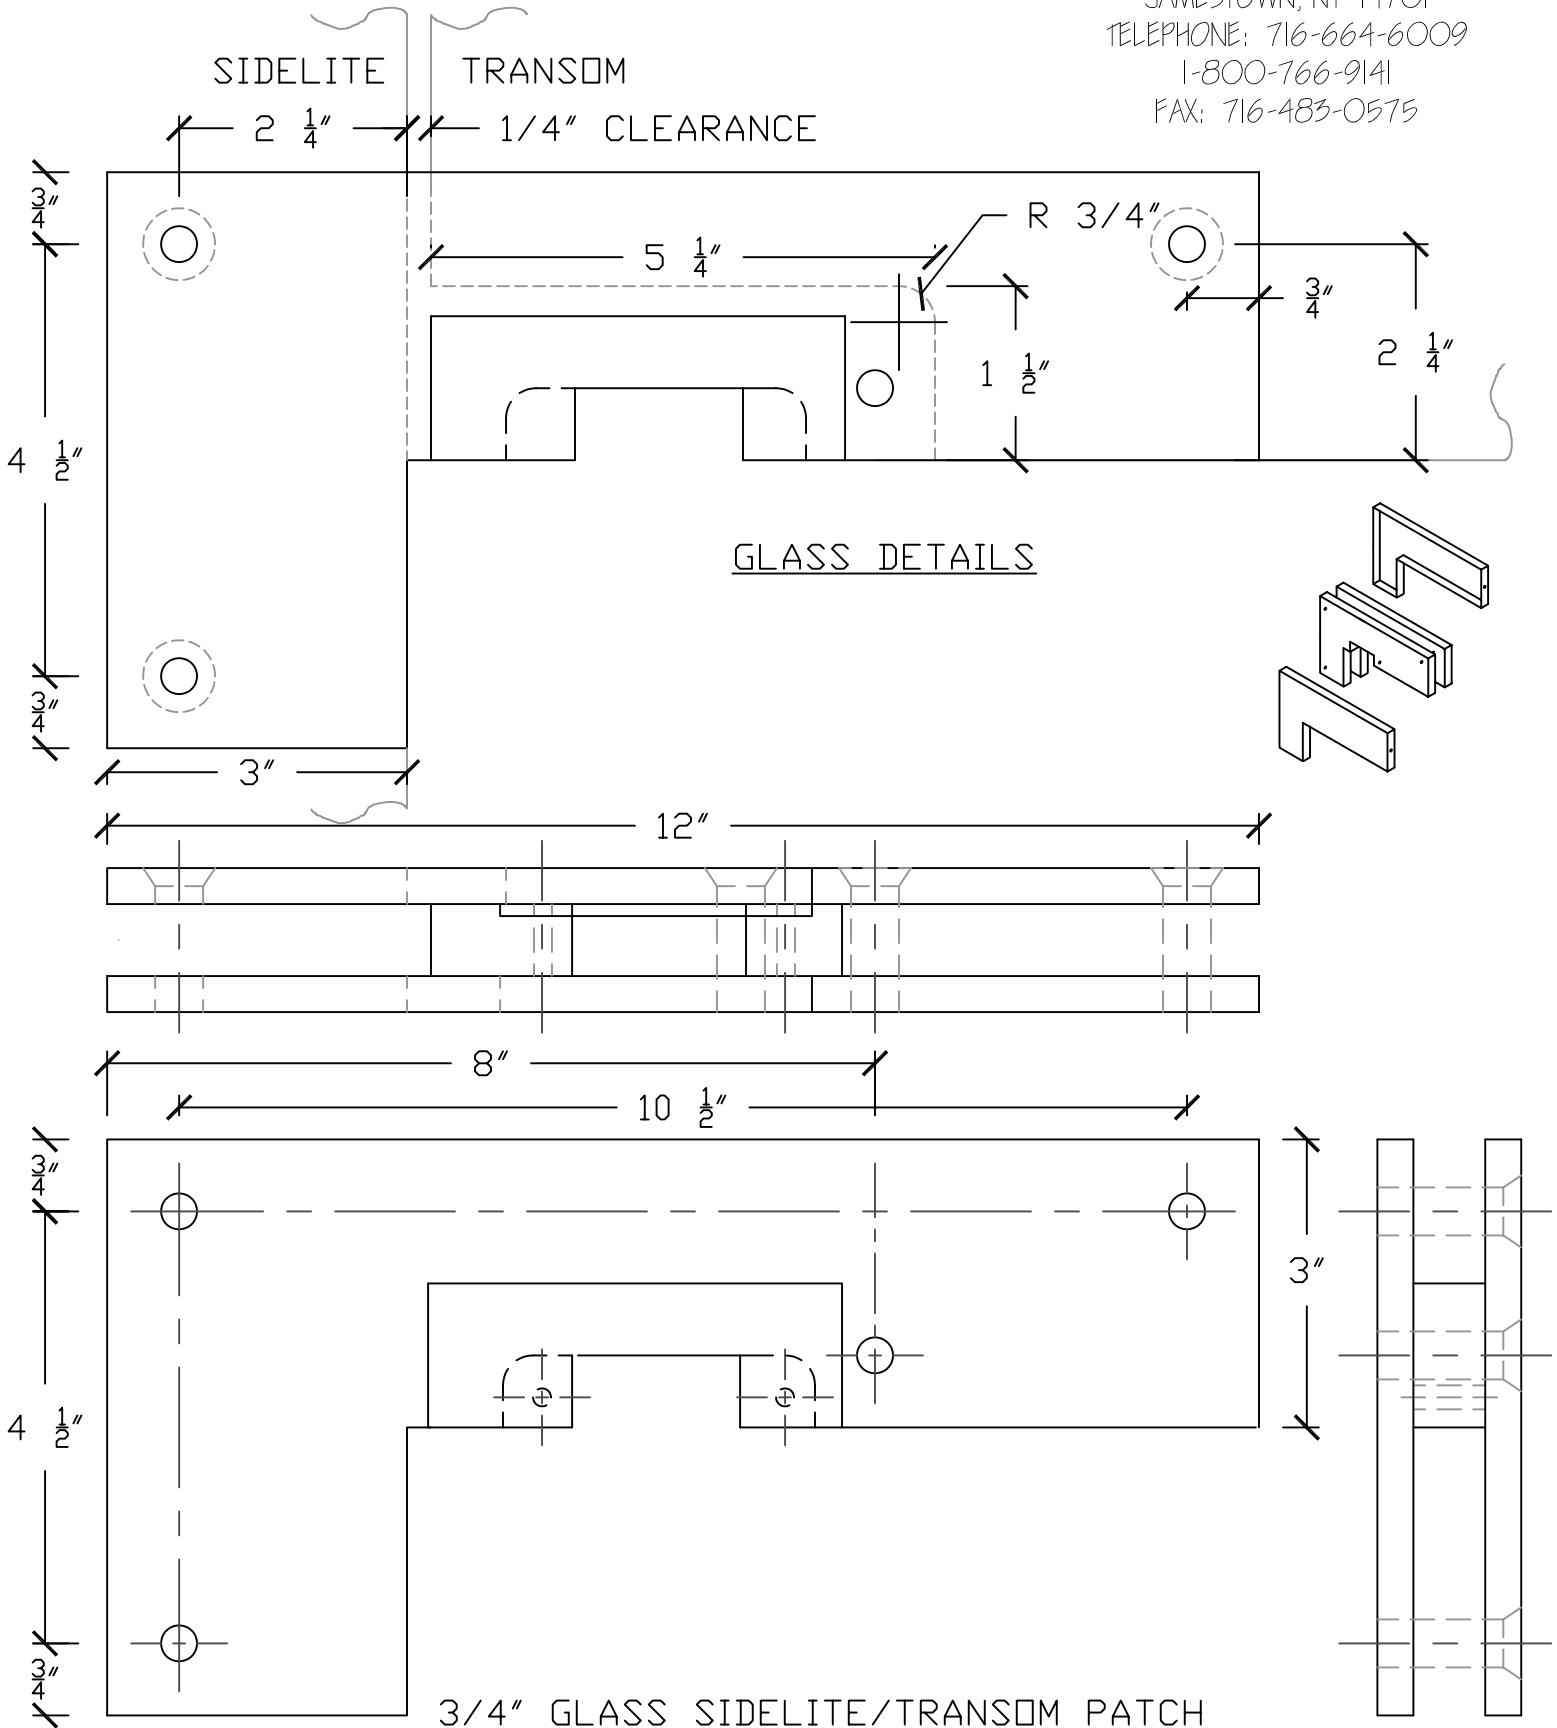 TELEPHONE: 716-664-6009
1-800-766-9141
FAX: 716-483-0575
SIDELITE TRANSOM
2 1/4" 1/4" CLEARANCE
3/4"
R 3/4"
5 1/4"
3/4"
2 1/4"
1 1/2"
4 1/2"
GLASS DETAILS
3/4"
3"
12"
8"
10 1/2"
3/4"
3"
4 1/2"
3/4"
3/4" GLASS SIDELITE/TRANSOM PATCH